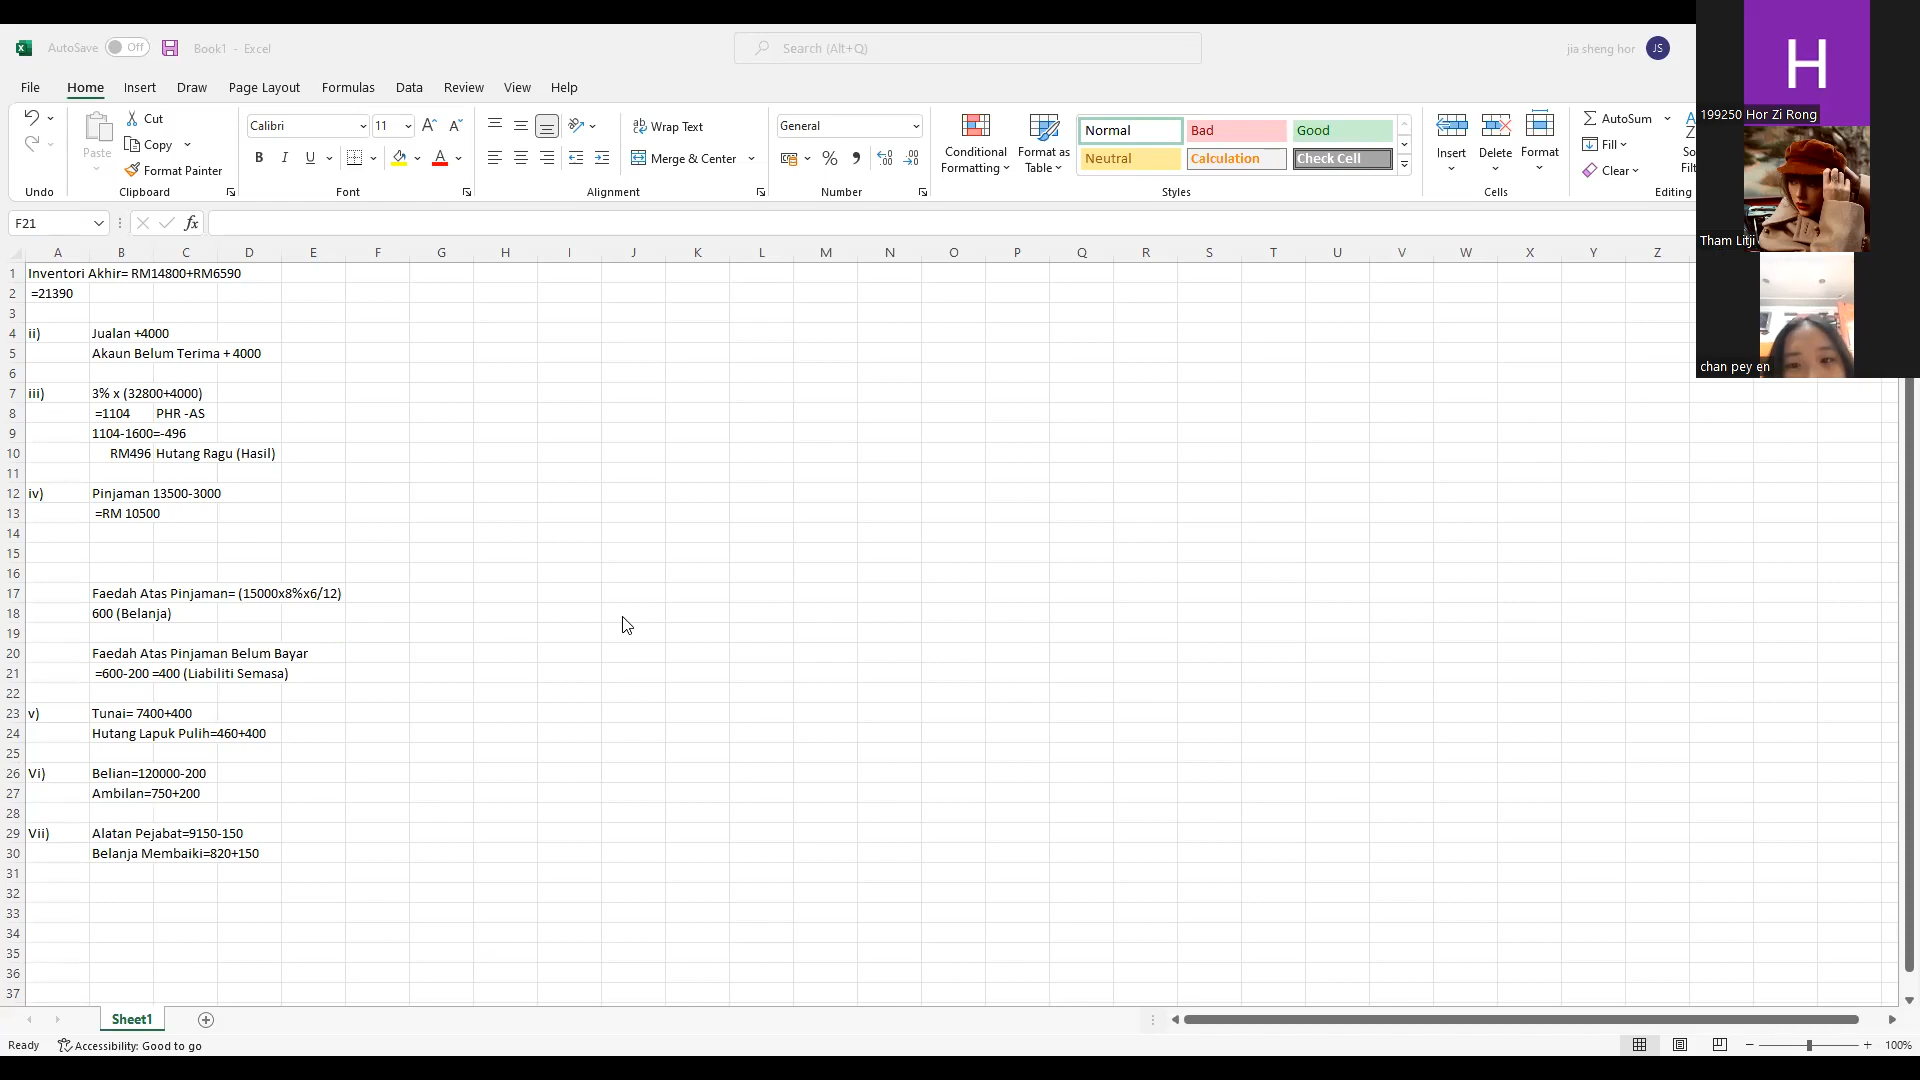 AutoSave Off Book1 - Excel Search (Alt+Q) jia sheng hor JS
File Home Insert Draw Page Layout Formulas Data Review View Help
Undo
Paste Cut Copy Format Painter Clipboard
Calibri 11 A A B I U A Font
ab Wrap Text Merge & Center Alignment
General % Number
Conditional Formatting Format as Table
Normal Bad Good
Neutral Calculation Check Cell
Styles
Insert Delete Format Cells
AutoSum Fill Clear Editing
F21 fx
A B C D E F G H I J K L M N O P Q R S T U V W X Y Z
1 Inventori Akhir= RM14800+RM6590
2 =21390
3
4 ii) Jualan +4000
5 Akaun Belum Terima + 4000
6
7 iii) 3% x (32800+4000)
8 =1104 PHR -AS
9 1104-1600=-496
10 RM496 Hutang Ragu (Hasil)
11
12 iv) Pinjaman 13500-3000
13 =RM 10500
14
15
16
17 Faedah Atas Pinjaman= (15000x8%x6/12)
18 600 (Belanja)
19
20 Faedah Atas Pinjaman Belum Bayar
21 =600-200 =400 (Liabiliti Semasa)
22
23 v) Tunai= 7400+400
24 Hutang Lapuk Pulih=460+400
25
26 Vi) Belian=120000-200
27 Ambilan=750+200
28
29 Vii) Alatan Pejabat=9150-150
30 Belanja Membaiki=820+150
31
32
33
34
35
36
37
Sheet1
Ready Accessibility: Good to go 100%
H
199250 Hor Zi Rong
Tham Litji
chan pey en